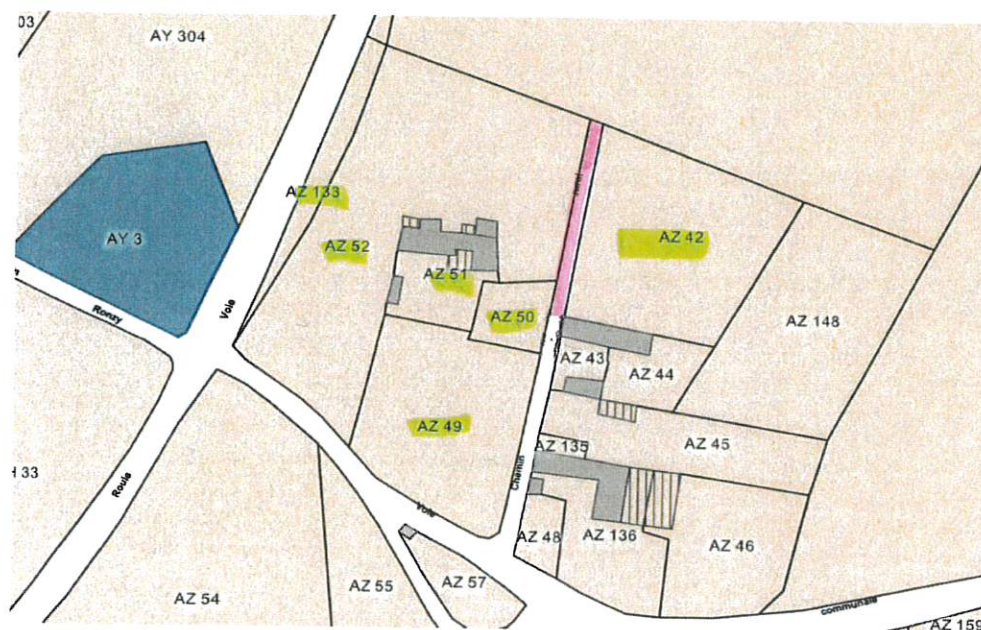 03
AY 304
AZ 133
AZ 52
AY 3
AZ 42
rural
AZ 51
AZ 50
Ronzy
Voie
AZ 148
AZ 43
AZ 44
AZ 49
AZ 45
AZ 135
Chemin
33
Route
Voie
AZ 48
AZ 136
AZ 46
AZ 55
AZ 57
AZ 54
communale
AZ 159